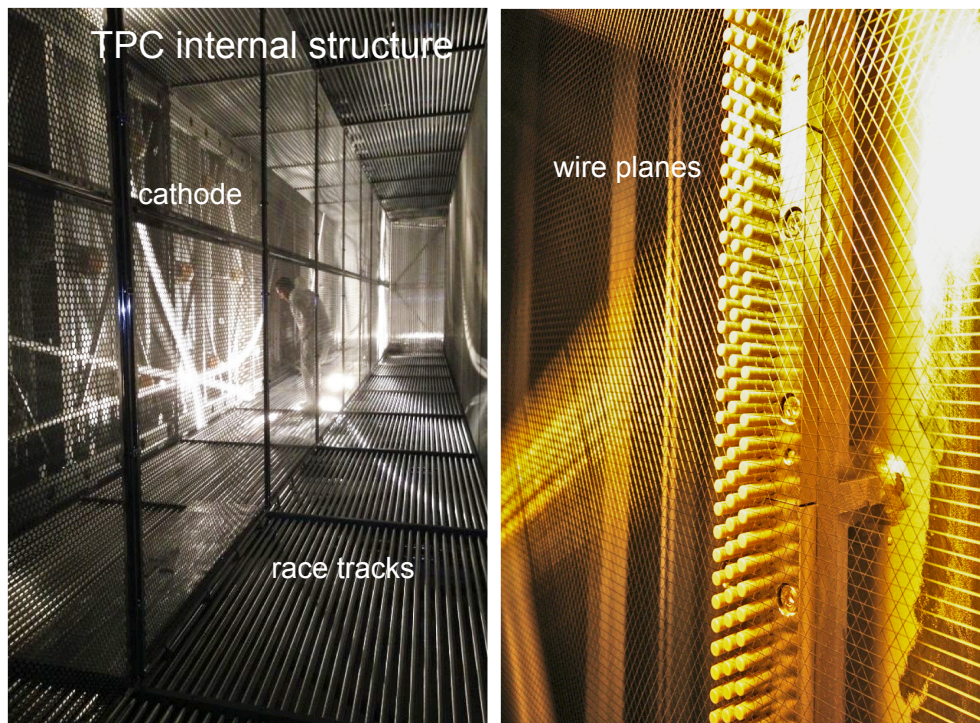 TPC internal structure
cathode
race tracks
wire planes